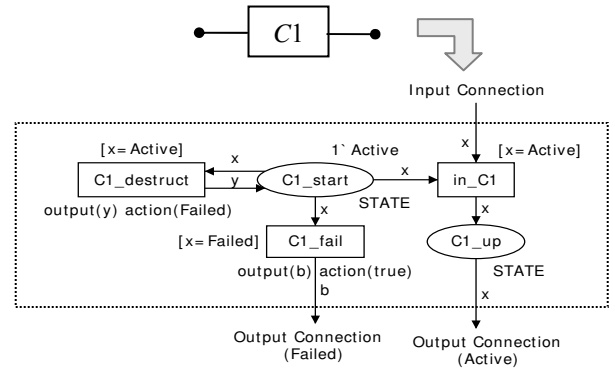 C1
Input Connection
x
[x=Active]
1` Active
[x=Active]
x
x
C1_destruct
y
C1_start
in_C1
output(y) action(Failed)
STATE
x
x
[x=Failed]
C1_fail
C1_up
output(b) action(true)
STATE
b
x
Output Connection
(Failed)
Output Connection
(Active)